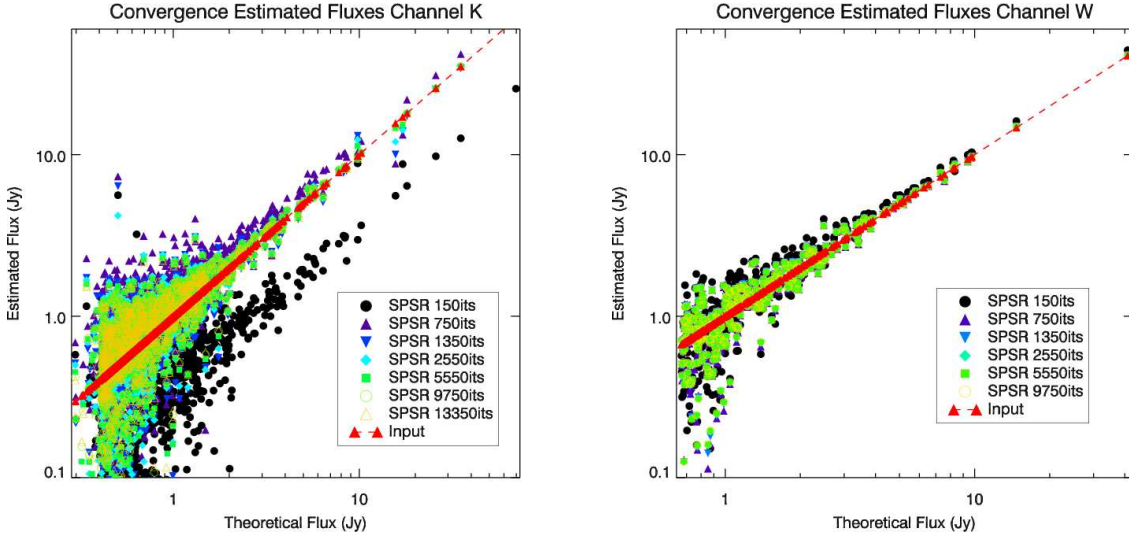 Convergence Estimated Fluxes Channel K
Estimated Flux (Jy)
10.0
1.0
0.1
SPSR 150its
SPSR 750its
SPSR 1350its
SPSR 2550its
SPSR 5550its
SPSR 9750its
SPSR 13350its
Input
1
10
Theoretical Flux (Jy)
Convergence Estimated Fluxes Channel W
Estimated Flux (Jy)
10.0
1.0
0.1
SPSR 150its
SPSR 750its
SPSR 1350its
SPSR 2550its
SPSR 5550its
SPSR 9750its
Input
1
10
Theoretical Flux (Jy)